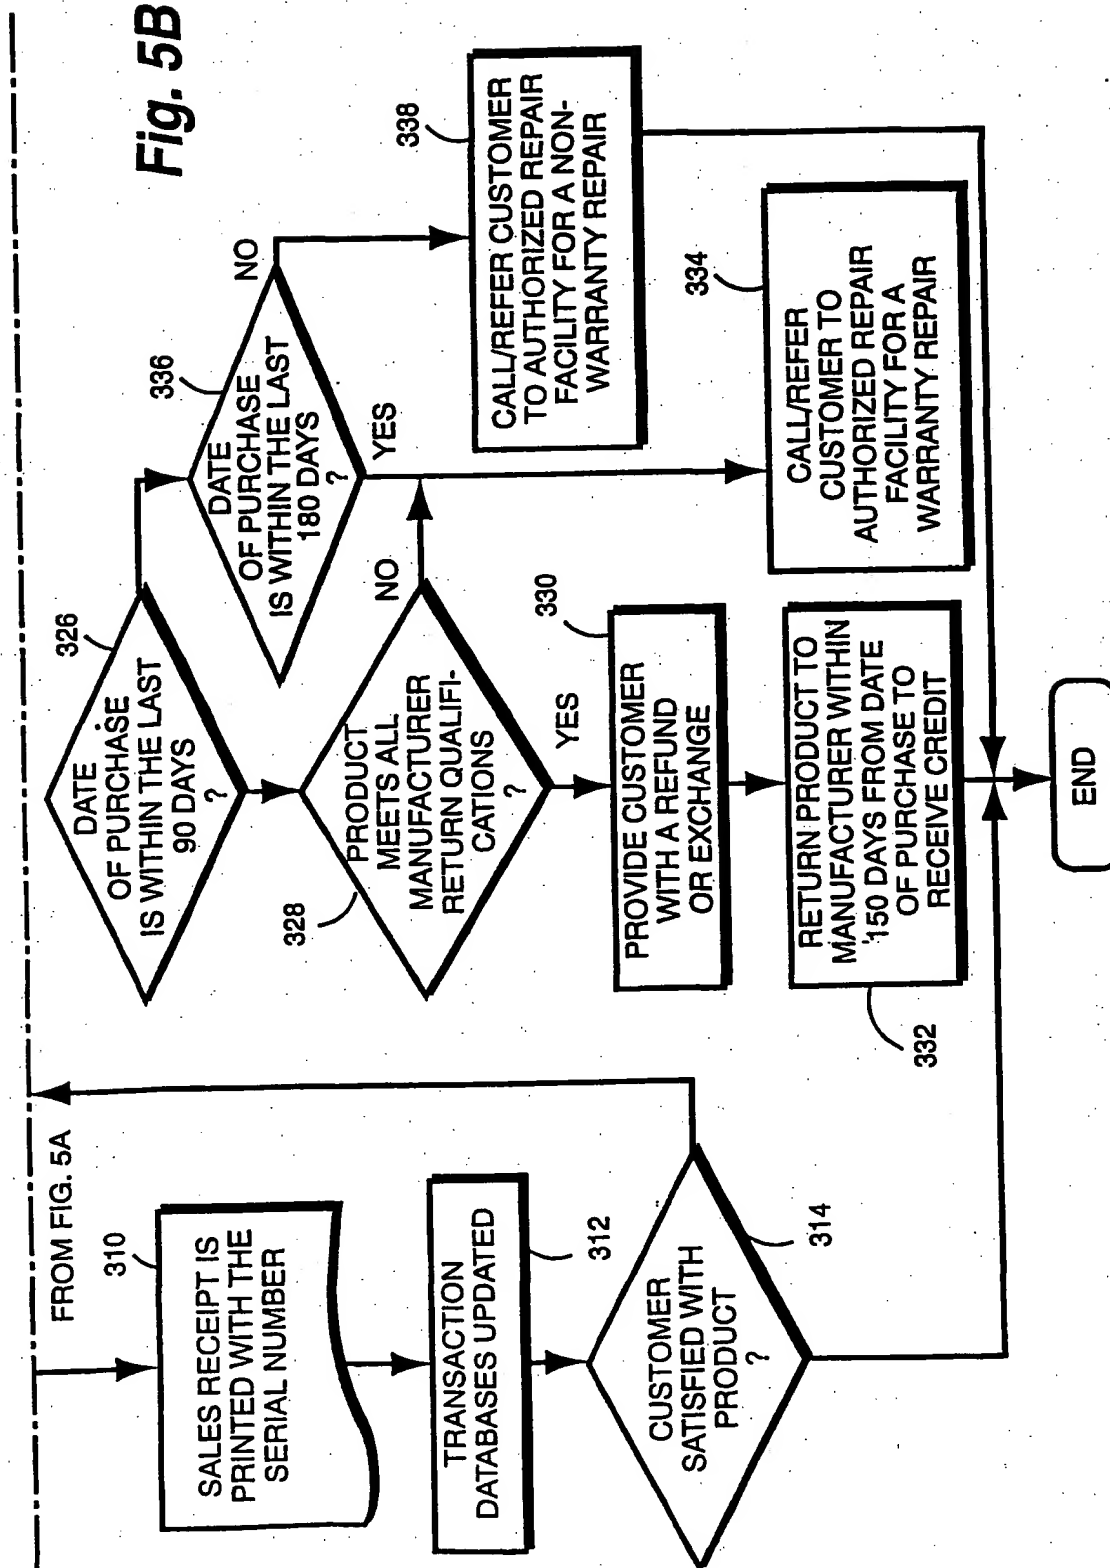 Fig. 5B
FROM FIG. 5A
310
SALES RECEIPT IS
PRINTED WITH THE
SERIAL NUMBER
TRANSACTION
DATABASES UPDATED
312
CUSTOMER
SATISFIED WITH
PRODUCT
?
314
326
DATE
OF PURCHASE
IS WITHIN THE LAST
90 DAYS
?
328
PRODUCT
MEETS ALL
MANUFACTURER
RETURN QUALIFI-
CATIONS
?
NO
YES
330
PROVIDE CUSTOMER
WITH A REFUND
OR EXCHANGE
RETURN PRODUCT TO
MANUFACTURER WITHIN
150 DAYS FROM DATE
OF PURCHASE TO
RECEIVE CREDIT
332
336
DATE
OF PURCHASE
IS WITHIN THE LAST
180 DAYS
?
NO
YES
338
CALL/REFER CUSTOMER
TO AUTHORIZED REPAIR
FACILITY FOR A NON-
WARRANTY REPAIR
334
CALL/REFER
CUSTOMER TO
AUTHORIZED REPAIR
FACILITY FOR A
WARRANTY REPAIR
END